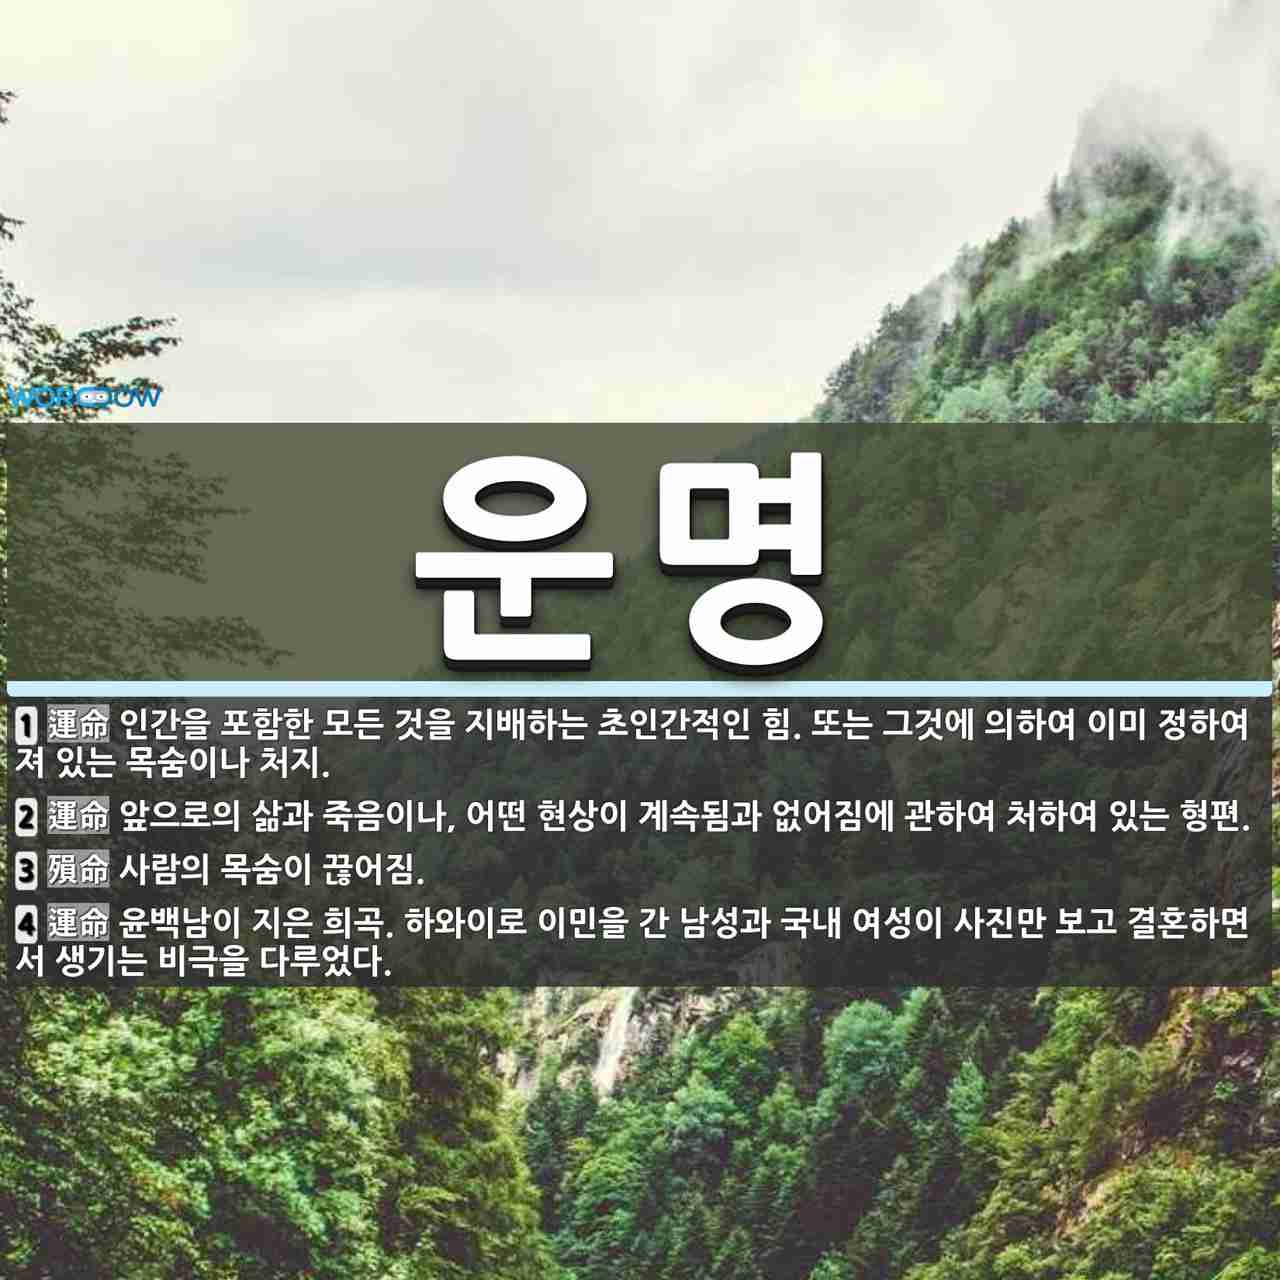 WORDOW
운명
1 運命 인간을 포함한 모든 것을 지배하는 초인간적인 힘. 또는 그것에 의하여 이미 정하여
져 있는 목숨이나 처지.
2 運命 앞으로의 삶과 죽음이나, 어떤 현상이 계속됨과 없어짐에 관하여 처하여 있는 형편.
3 殞命 사람의 목숨이 끊어짐.
4 運命 윤백남이 지은 희곡. 하와이로 이민을 간 남성과 국내 여성이 사진만 보고 결혼하면
서 생기는 비극을 다루었다.